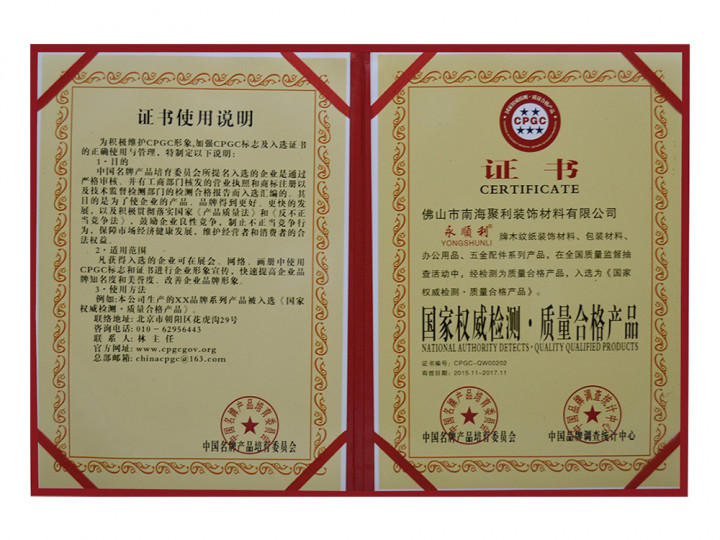 证书使用说明
为积极维护CPGC形象,加强CPGC标志及入选证书
的正确使用与管理，特制定以下说明:
1·目的
中国名牌产品培育委员会所提名入选的企业是通过
严格审核。并有工商部门核发的营业执照和商标注册以
及技术监督检测部门的检测合格报告而入选汇编的。其
目的是为了使企业的产品、品牌得到更好、更快的发
展，以及积极贯彻落实国家《产品质量法》和《反不正
当竞争法》，鼓励企业良性竞争，制止不正当竞争行
为，保障市场经济健康发展，维护经营者和消费者的合
法权益。
2·适用范围
凡获得入选的企业可在展会、网络、画册中使用
CPGC标志和证书进行企业形象宣传，快速提高企业品
牌知名度和美誉度、改善企业品牌形象。
3·使用方法
例如:本公司生产的XX品牌系列产品被入选《国家
权威检测·质量合格产品》。
联络地址: 北京市朝阳区花虎沟29号
咨询电话: 010－62956443
联系人: 林主任
官方网址: www.cpgcgov.org
总部邮箱: chinacpgc@163.com
中国名牌产品培育委员会
国家权威检测·质量合格产品
CPGC
证书
CERTIFICATE
佛山市南海聚利装饰材料有限公司
永顺利® 牌木纹纸装饰材料、包装材料、
YONGSHUNLI
办公用品、五金配件系列产品，在全国质量监督抽
查活动中，经检测为质量合格产品，入选为《国家
权威检测·质量合格产品》。
国家权威检测·质量合格产品
NATIONAL AUTHORITY DETECTS·QUALITY QUALIFIED PRODUCTS
证书编号: CPGC-QW00202
有效日期: 2015.11-2017.11
中国名牌产品培育委员会
中国品牌调查统计中心